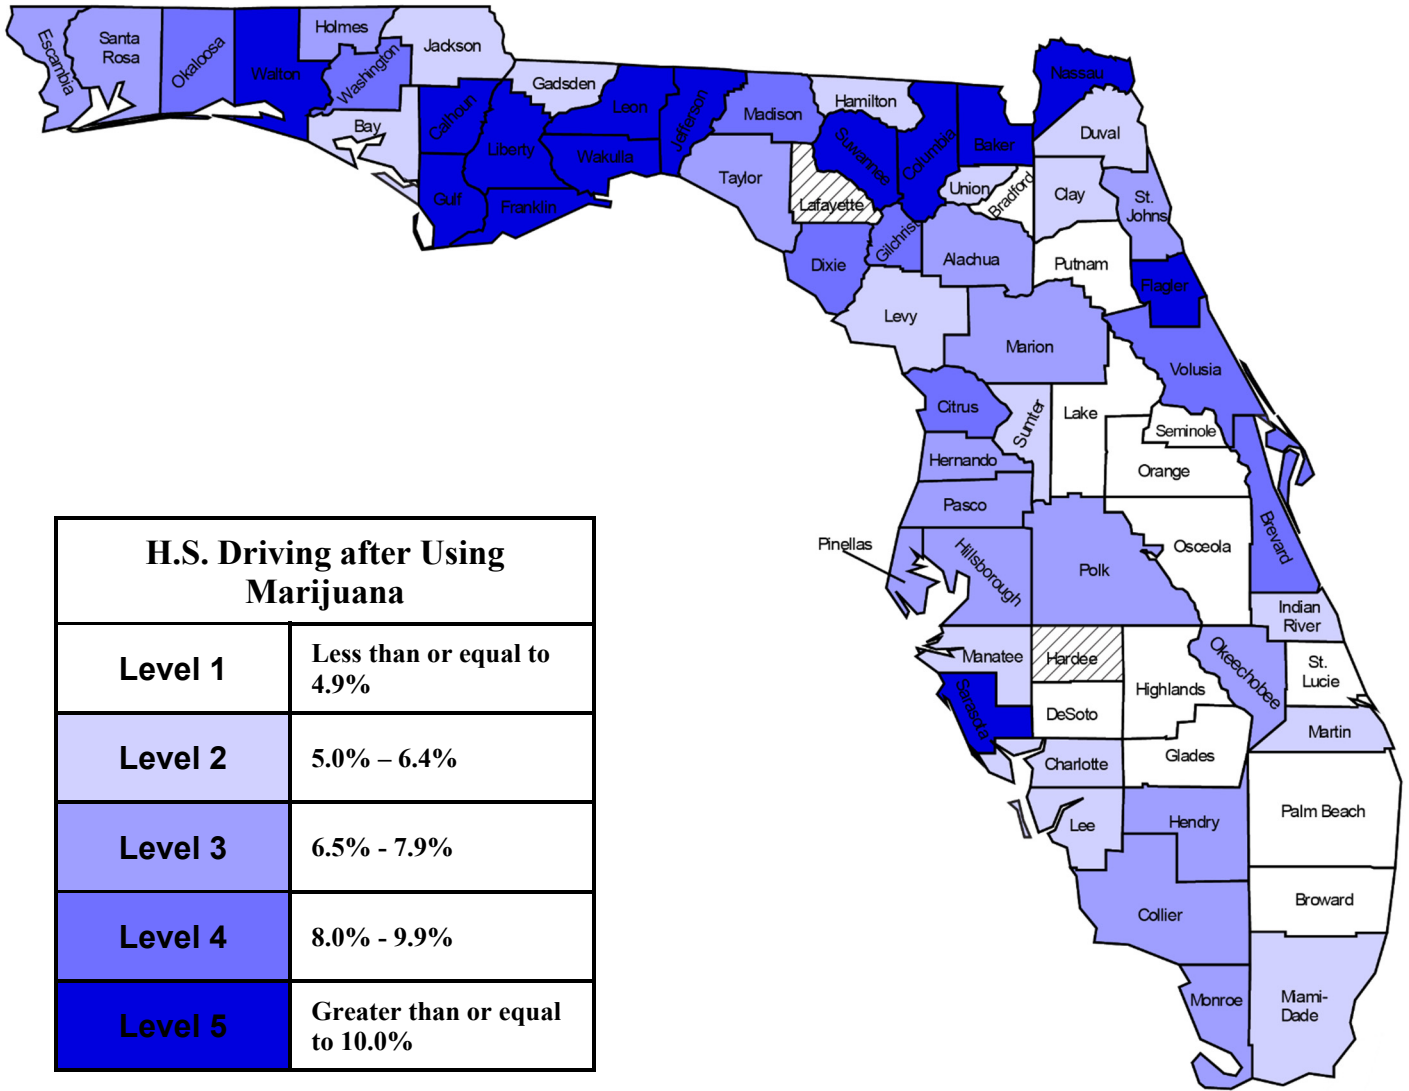 Escambia
Santa
Rosa
Okaloosa
Walton
Holmes
Washington
Jackson
Bay
Calhoun
Gulf
Liberty
Gadsden
Franklin
Leon
Wakulla
Jefferson
Madison
Taylor
Hamilton
Suwannee
Lafayette
Columbia
Baker
Nassau
Duval
Union
Bradford
Clay
St.
Johns
Dixie
Gilchrist
Alachua
Putnam
Flagler
Levy
Marion
Volusia
Citrus
Sumter
Lake
Seminole
Orange
Hernando
Pasco
Pinellas
Hillsborough
Polk
Osceola
Brevard
Indian
River
Manatee
Hardee
Highlands
Okeechobee
St.
Lucie
Sarasota
DeSoto
Martin
Charlotte
Glades
Lee
Hendry
Palm Beach
Collier
Broward
Monroe
Miami-
Dade
H.S. Driving after Using
Marijuana
Level 1
Less than or equal to
4.9%
Level 2
5.0% – 6.4%
Level 3
6.5% - 7.9%
Level 4
8.0% - 9.9%
Level 5
Greater than or equal
to 10.0%